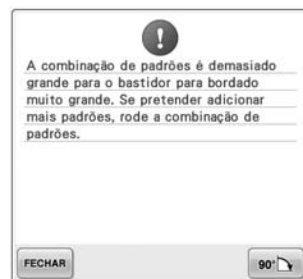 A combinação de padrões é demasiado
grande para o bastidor para bordado
muito grande. Se pretender adicionar
mais padrões, rode a combinação de
padrões.
FECHAR
90°